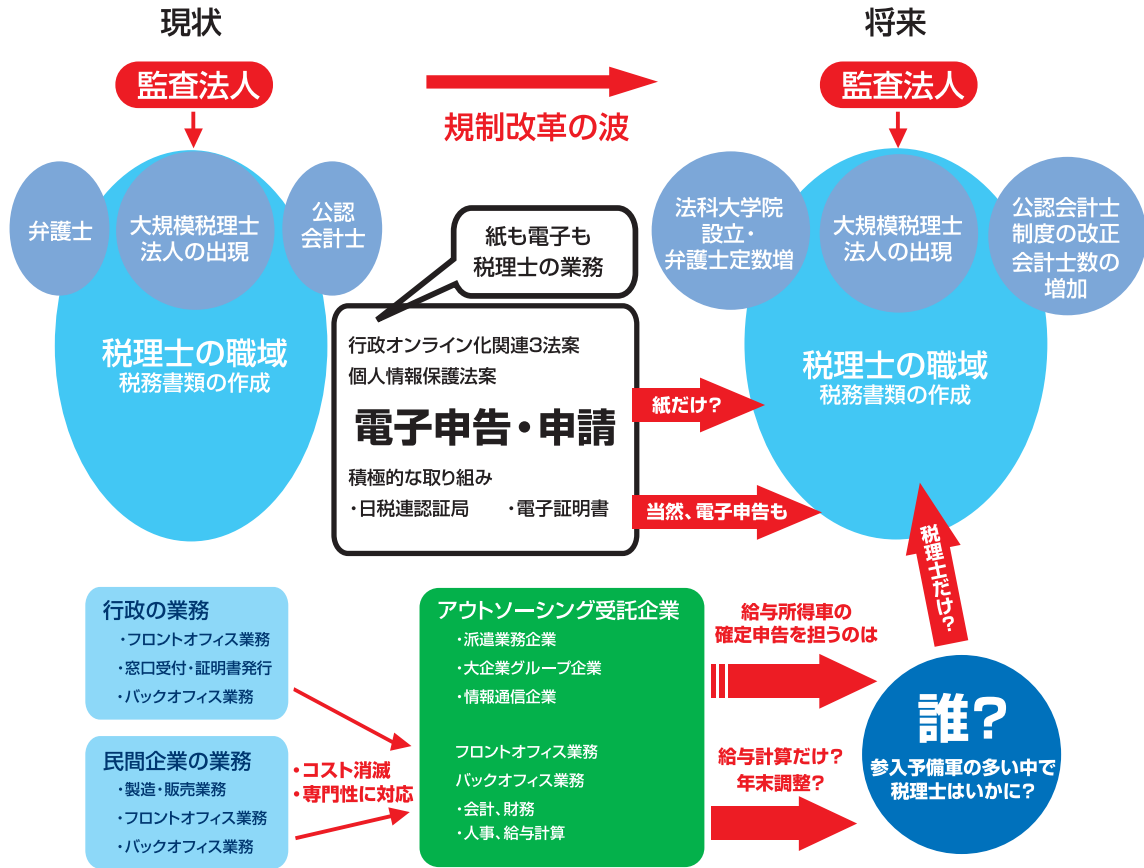 現状
将来
監査法人
規制改革の波
監査法人
弁護士
大規模税理士
法人の出現
公認
会計士
税理士の職域
税務書類の作成
紙も電子も
税理士の業務
行政オンライン化関連3法案
個人情報保護法案
電子申告・申請
積極的な取り組み
・日税連認証局 ・電子証明書
紙だけ?
当然、電子申告も
法科大学院
設立・
弁護士定数増
大規模税理士
法人の出現
公認会計士
制度の改正
会計士数の
増加
税理士の職域
税務書類の作成
税理士だけ?
行政の業務
・フロントオフィス業務
・窓口受付・証明書発行
・バックオフィス業務
民間企業の業務
・製造・販売業務
・フロントオフィス業務
・バックオフィス業務
・コスト消滅
・専門性に対応
アウトソーシング受託企業
・派遣業務企業
・大企業グループ企業
・情報通信企業
フロントオフィス業務
バックオフィス業務
・会計、財務
・人事、給与計算
給与所得車の
確定申告を担うのは
給与計算だけ?
年末調整?
誰?
参入予備軍の多い中で
税理士はいかに?